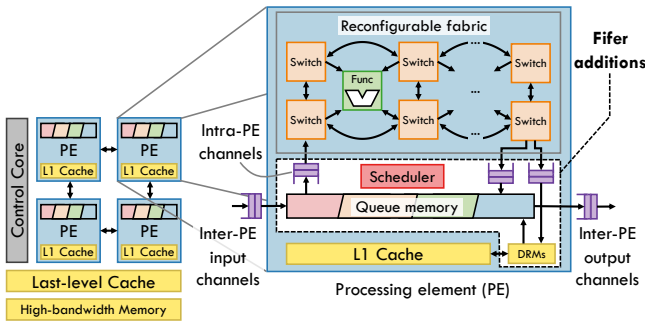 Reconfigurable fabric
Switch
Switch
...
Switch
Func
Switch
Switch
...
Switch
Fifer
additions
Control Core
PE
L1 Cache
PE
L1 Cache
PE
L1 Cache
PE
L1 Cache
Last-level Cache
High-bandwidth Memory
Intra-PE
channels
Scheduler
Queue memory
Inter-PE
input
channels
L1 Cache
DRMs
Inter-PE
output
channels
Processing element (PE)